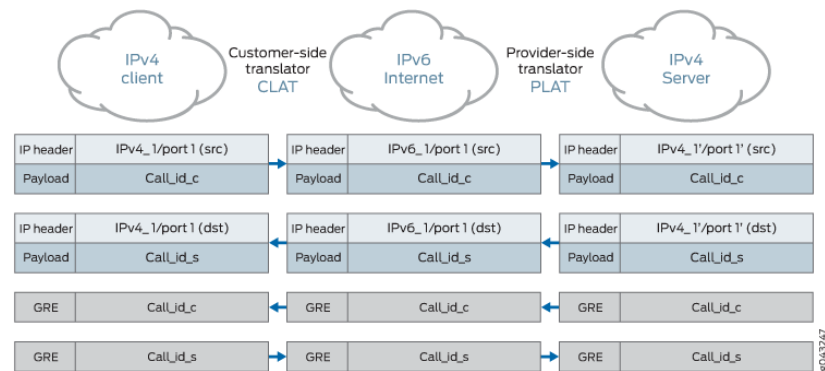 IPv4
client
Customer-side
translator
CLAT
IPv6
Internet
Provider-side
translator
PLAT
IPv4
Server
IP header IPv4_1/port 1 (src) IP header IPv6_1/port 1 (src) IP header IPv4_1'/port 1' (src)
Payload Call_id_c Payload Call_id_c Payload Call_id_c
IP header IPv4_1/port 1 (dst) IP header IPv6_1/port 1 (dst) IP header IPv4_1'/port 1' (dst)
Payload Call_id_s Payload Call_id_s Payload Call_id_s
GRE Call_id_c GRE Call_id_c GRE Call_id_c
GRE Call_id_s GRE Call_id_s GRE Call_id_s
g043247